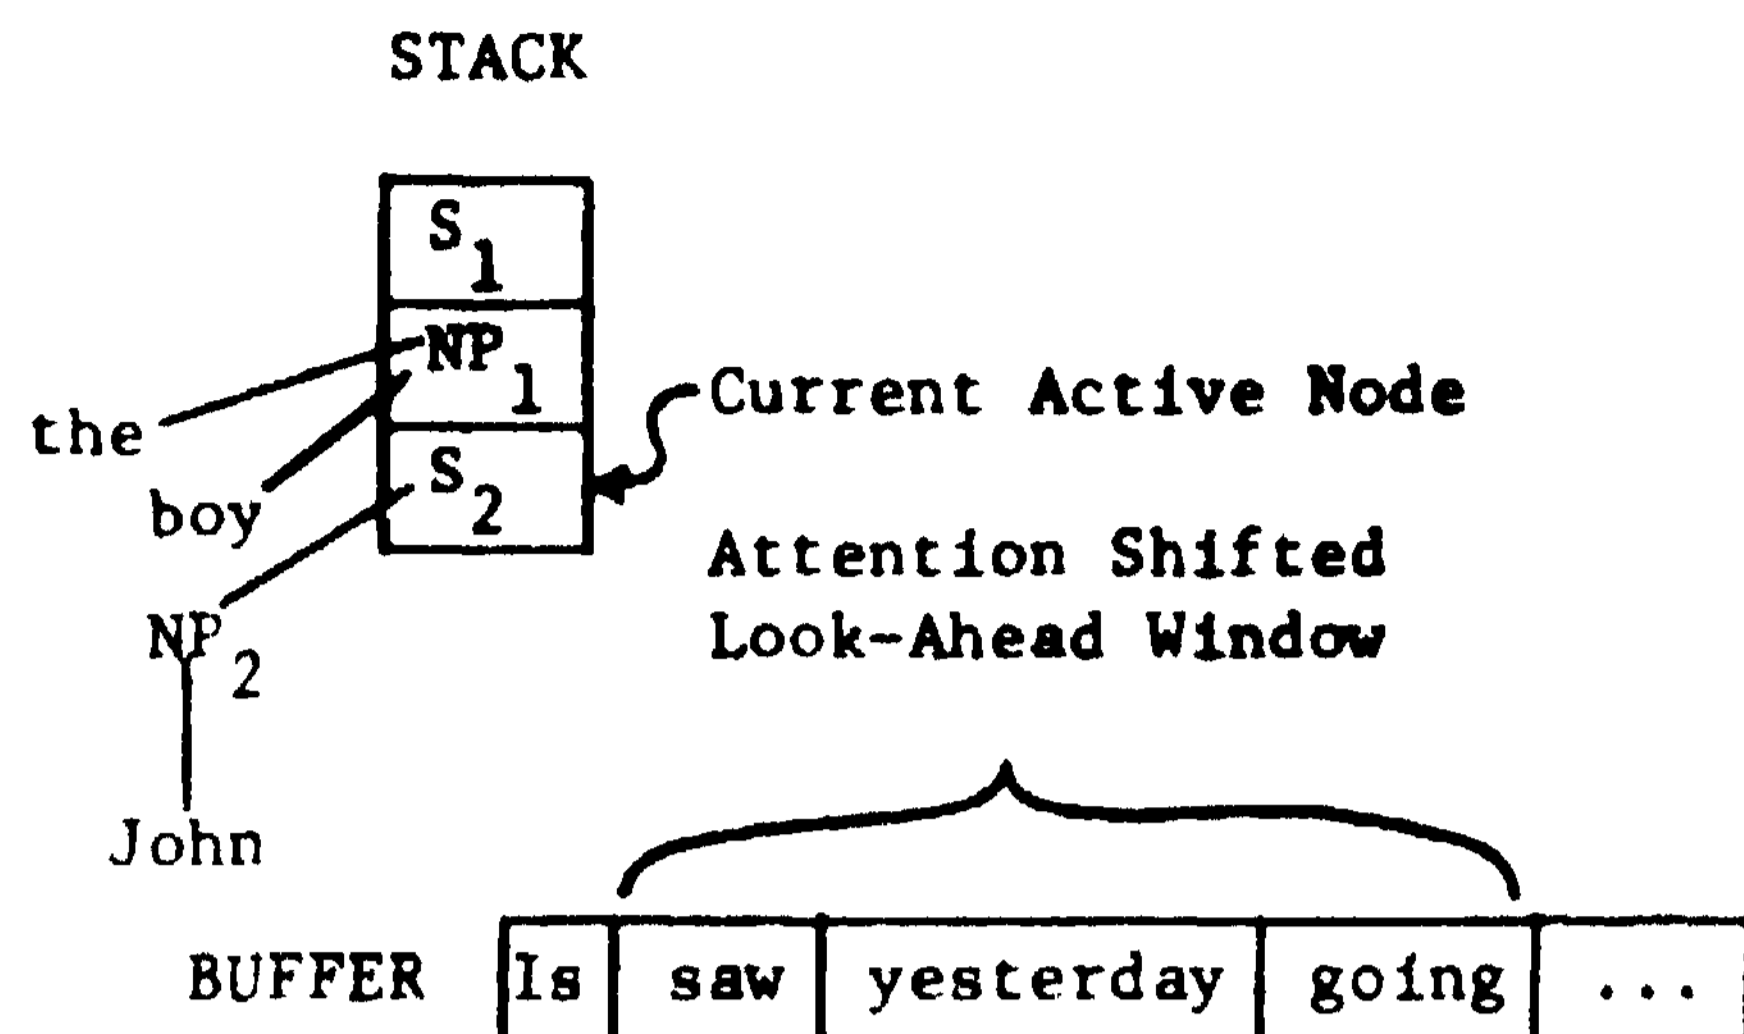 STACK
S1
NP1
Current Active Node
the
S2
boy
Attention Shifted
Look-Ahead Window
NP2
John
BUFFER Is saw yesterday going ...